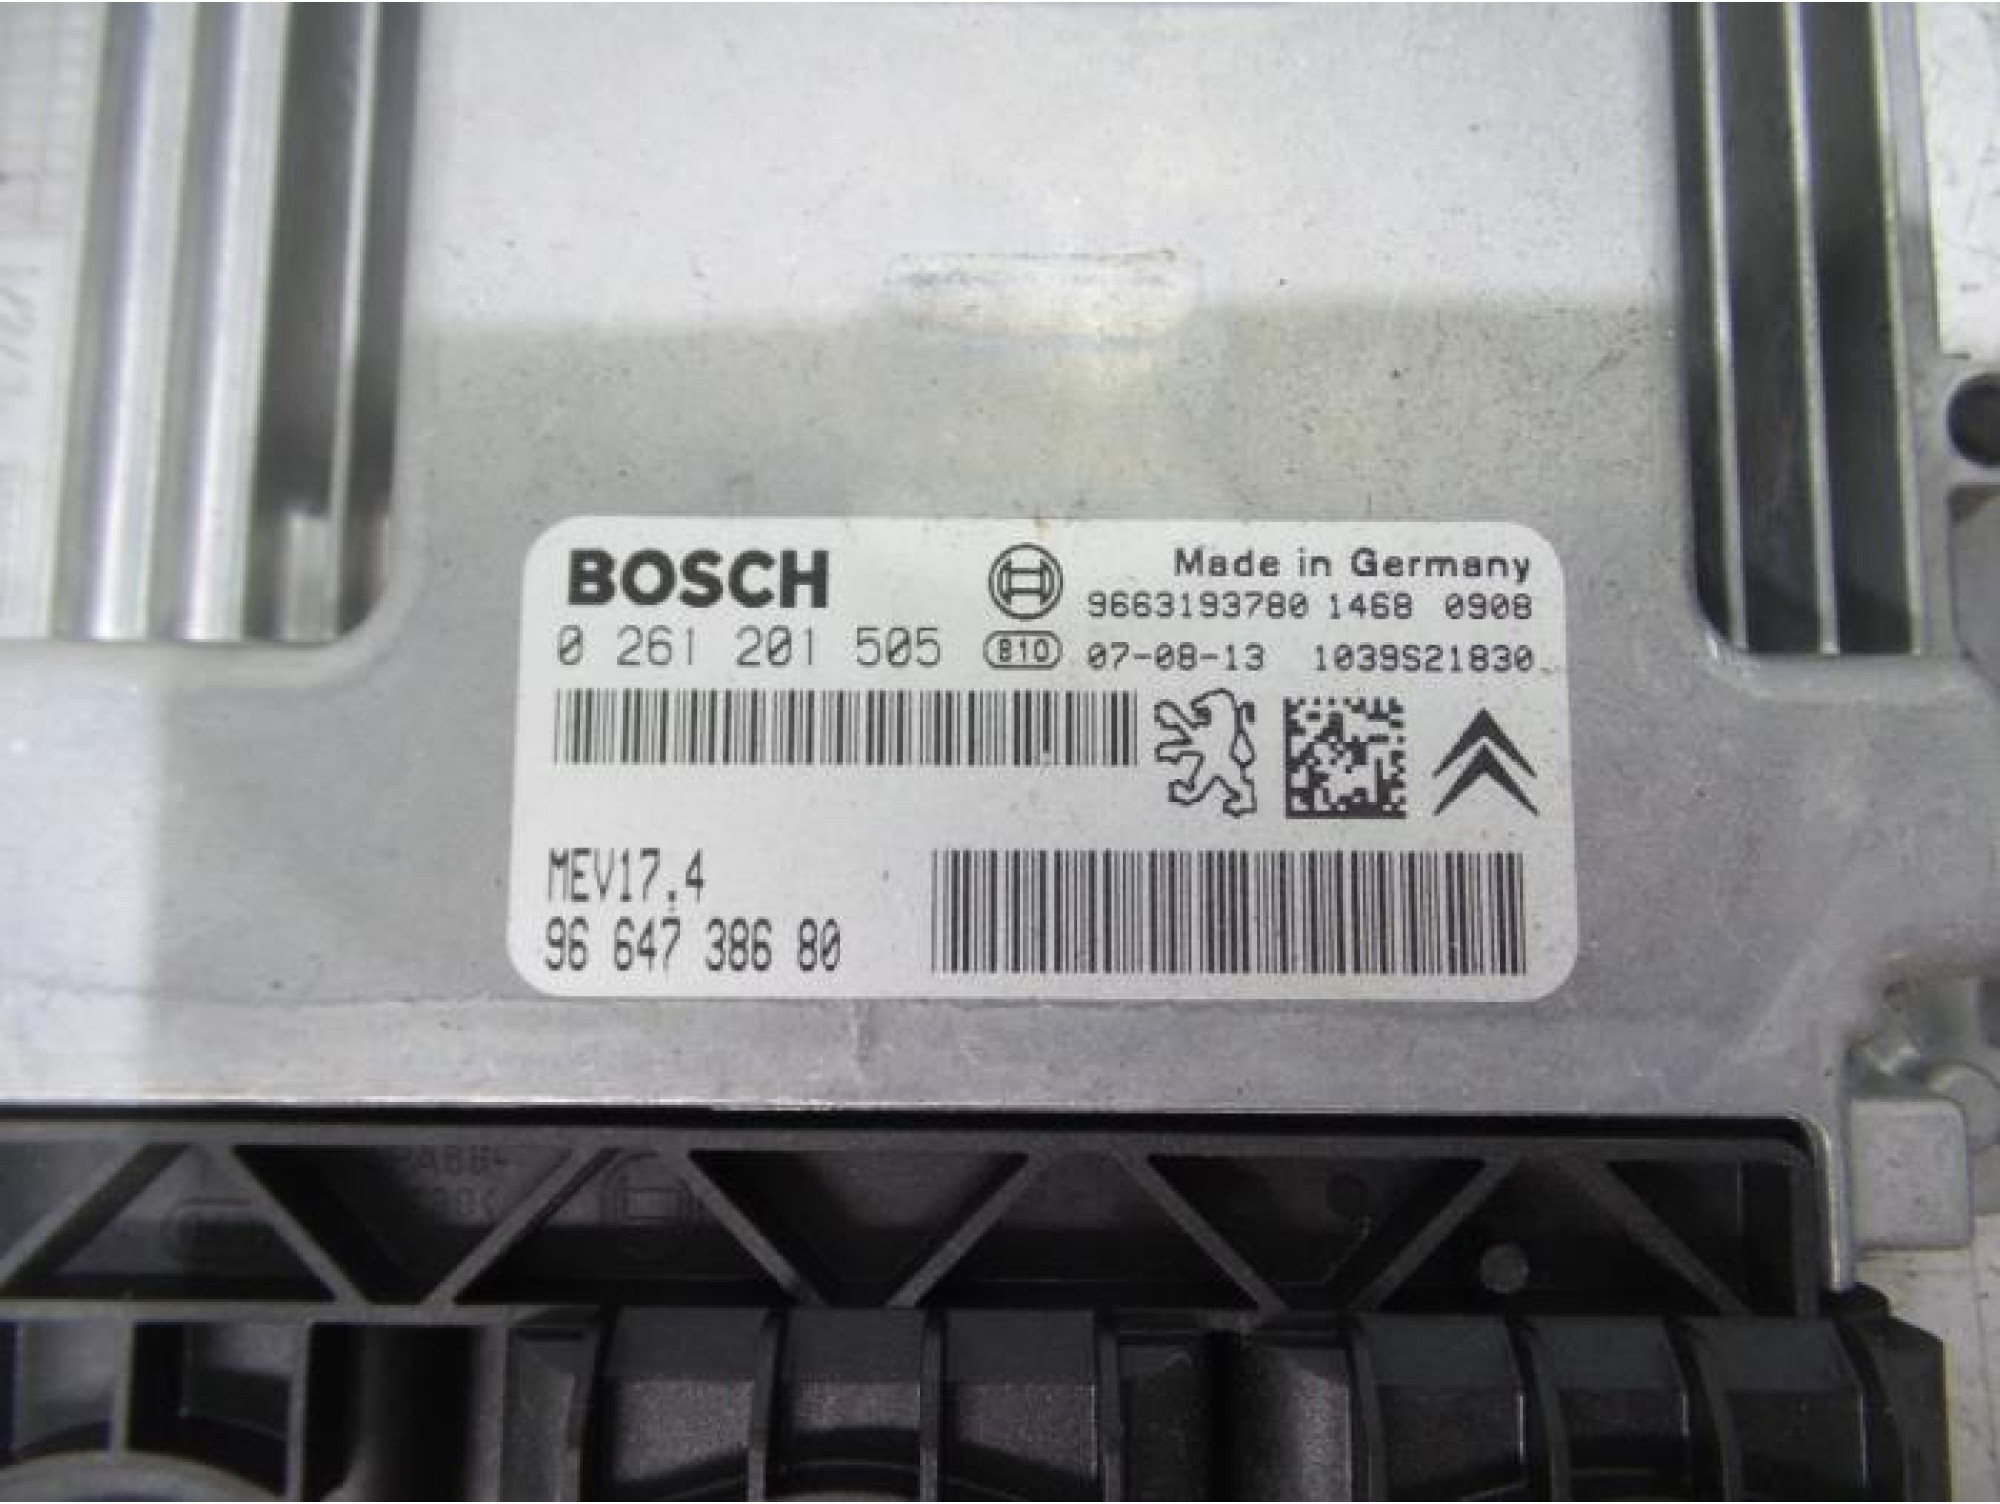 BOSCH
Made in Germany
9663193780 1468 0908
0 261 201 505
B10
07-08-13 1039S21830
MEV17.4
96 647 386 80